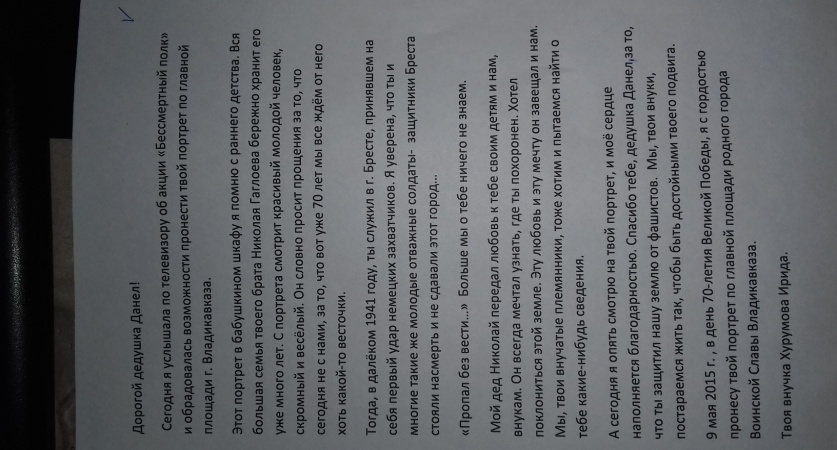 Дорогой дедушка Данел!
Сегодня я услышала по телевизору об акции «Бессмертный полк»
и обрадовалась возможности пронести твой портрет по главной
площади г. Владикавказа.
Этот портрет в бабушкином шкафу я помню с раннего детства. Вся
большая семья твоего брата Николая Гаглоева бережно хранит его
уже много лет. С портрета смотрит красивый молодой человек,
скромный и весёлый. Он словно просит прощения за то, что
сегодня не с нами, за то, что вот уже 70 лет мы все ждём от него
хоть какой-то весточки.
Тогда, в далёком 1941 году, ты служил в г. Бресте, принявшем на
себя первый удар немецких захватчиков. Я уверена, что ты и
многие такие же молодые отважные солдаты- защитники Бреста
стояли насмерть и не сдавали этот город...
«Пропал без вести...» Больше мы о тебе ничего не знаем.
Мой дед Николай передал любовь к тебе своим детям и нам,
внукам. Он всегда мечтал узнать, где ты похоронен. Хотел
поклониться этой земле. Эту любовь и эту мечту он завещал и нам.
Мы, твои внучатые племянники, тоже хотим и пытаемся найти о
тебе какие-нибудь сведения.
А сегодня я опять смотрю на твой портрет, и моё сердце
наполняется благодарностью. Спасибо тебе, дедушка Данел,за то,
что ты защитил нашу землю от фашистов. Мы, твои внуки,
постараемся жить так, чтобы быть достойными твоего подвига.
9 мая 2015 г. , в день 70-летия Великой Победы, я с гордостью
пронесу твой портрет по главной площади родного города
Воинской Славы Владикавказа.
Твоя внучка Хурумова Ирида.